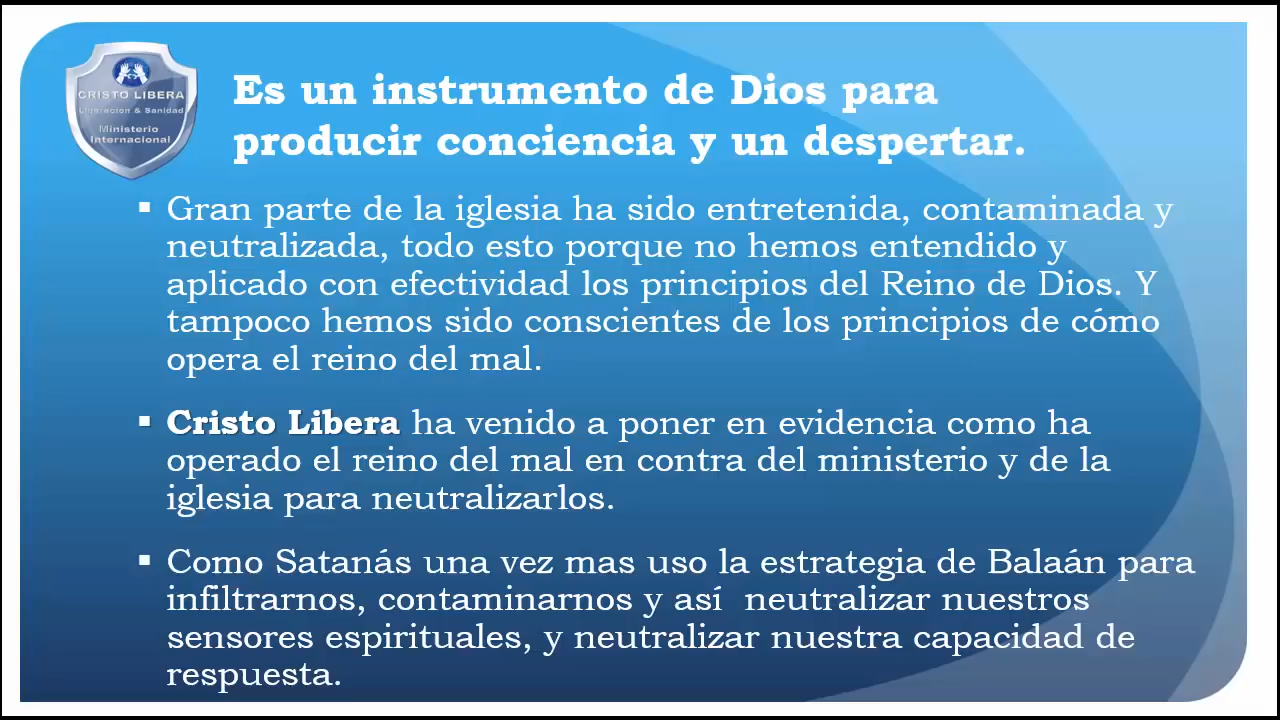 CRISTO LIBERA
Liberación & Sanidad
Ministerio
Internacional
Es un instrumento de Dios para
producir conciencia y un despertar.
▪ Gran parte de la iglesia ha sido entretenida, contaminada y
neutralizada, todo esto porque no hemos entendido y
aplicado con efectividad los principios del Reino de Dios. Y
tampoco hemos sido conscientes de los principios de cómo
opera el reino del mal.
▪ Cristo Libera ha venido a poner en evidencia como ha
operado el reino del mal en contra del ministerio y de la
iglesia para neutralizarlos.
▪ Como Satanás una vez mas uso la estrategia de Balaán para
infiltrarnos, contaminarnos y así  neutralizar nuestros
sensores espirituales, y neutralizar nuestra capacidad de
respuesta.